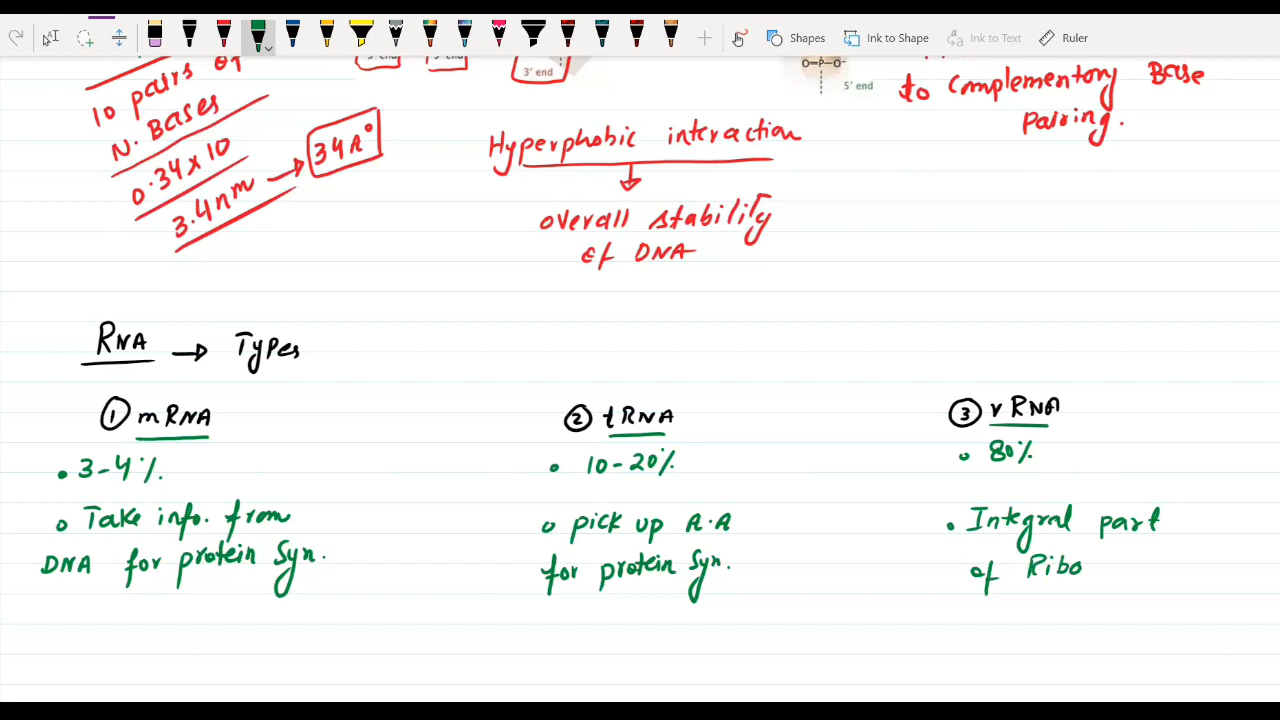 Shapes
Ink to Shape
Ink to Text
Ruler
10 pairs of
N. Bases
0.34x10
3.4nm → 34A°
3' end
O=P-O-
5' end
to complementory Base
pairing.
Hyperphobic interaction
overall stability
of DNA
RNA → Types
① mRNA
• 3-4%.
• Take info. from
DNA for protein Syn.
② tRNA
• 10-20%
• pick up A.A
for protein Syn.
③ rRNA
• 80%
• Integral part
of Ribo